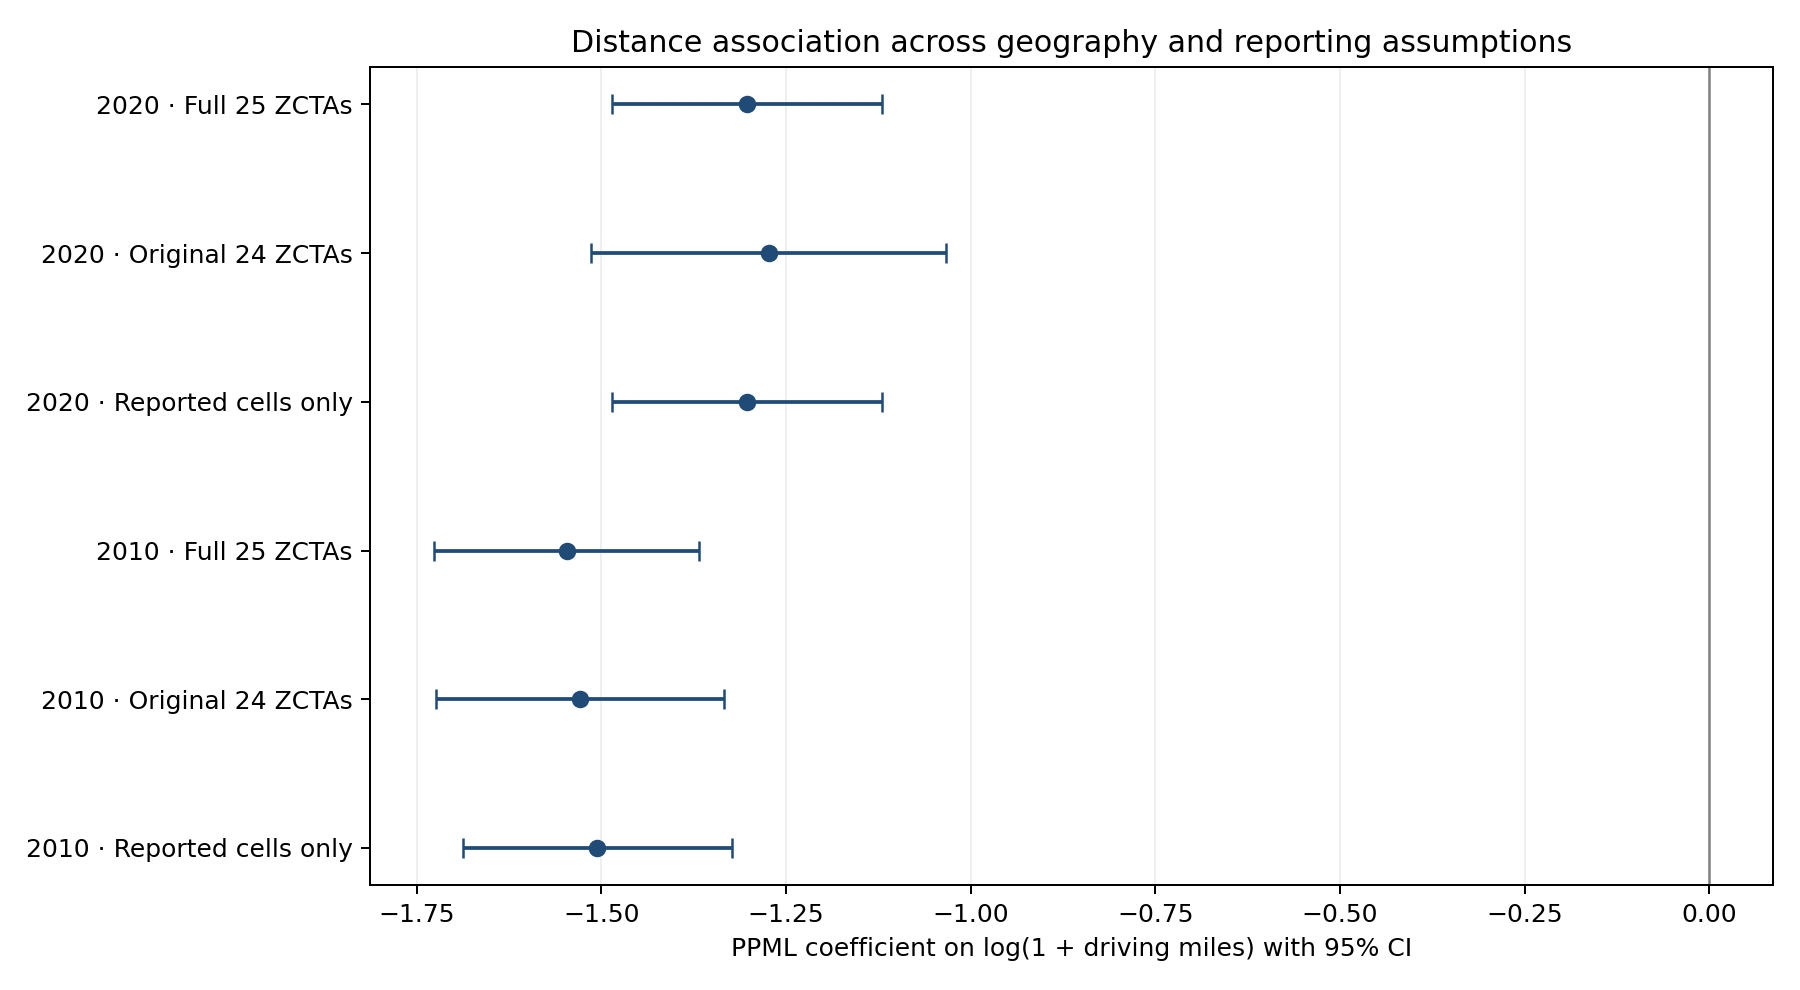 Distance association across geography and reporting assumptions
2020 · Full 25 ZCTAs
2020 · Original 24 ZCTAs
2020 · Reported cells only
2010 · Full 25 ZCTAs
2010 · Original 24 ZCTAs
2010 · Reported cells only
−1.75 −1.50 −1.25 −1.00 −0.75 −0.50 −0.25 0.00
PPML coefficient on log(1 + driving miles) with 95% CI